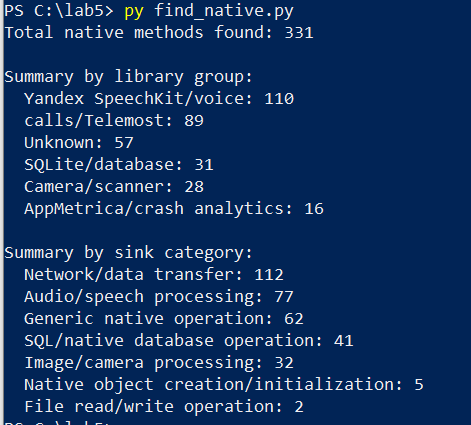 PS C:\lab5> py find_native.py
Total native methods found: 331
Summary by library group:
Yandex SpeechKit/voice: 110
calls/Telemost: 89
Unknown: 57
SQLite/database: 31
Camera/scanner: 28
AppMetrica/crash analytics: 16
Summary by sink category:
Network/data transfer: 112
Audio/speech processing: 77
Generic native operation: 62
SQL/native database operation: 41
Image/camera processing: 32
Native object creation/initialization: 5
File read/write operation: 2
PS C:\lab5>